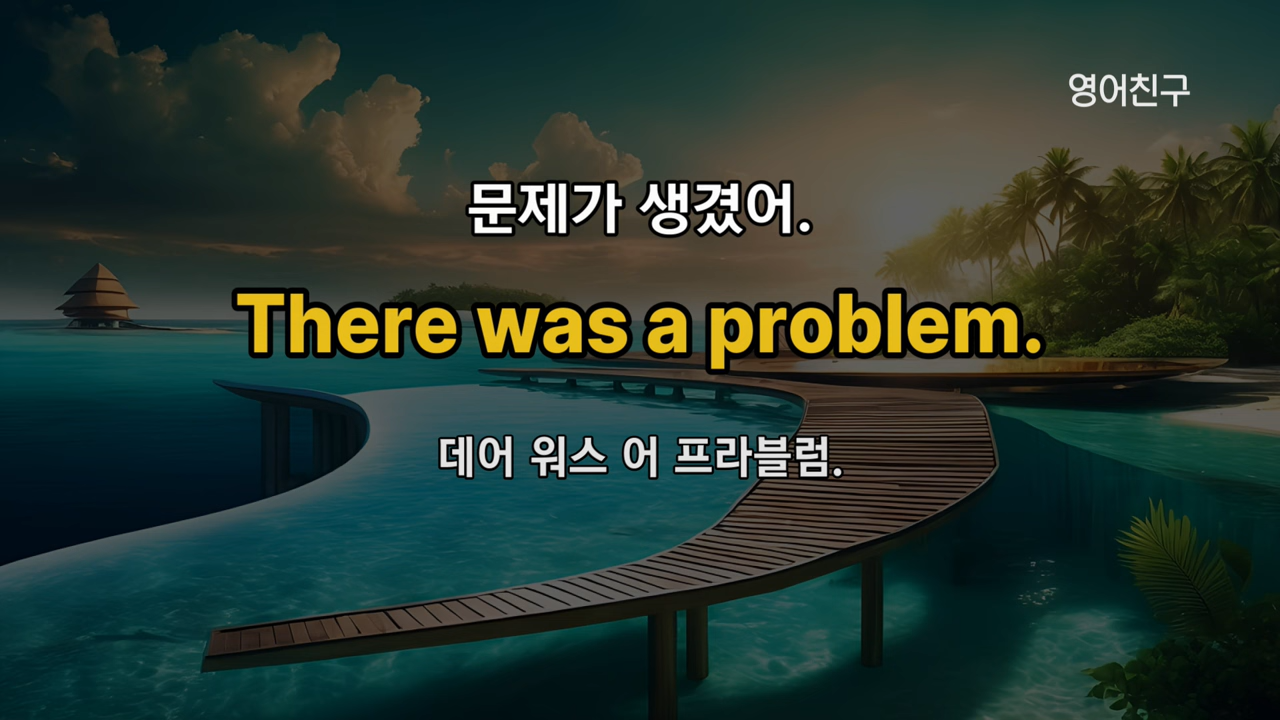 영어친구
문제가 생겼어.
There was a problem.
데어 워스 어 프라블럼.